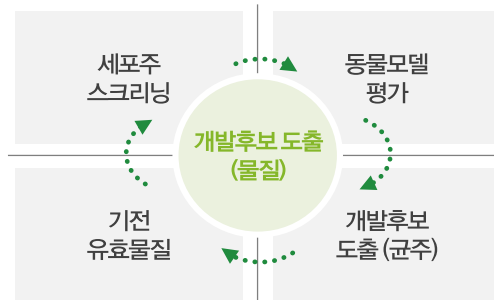 세포주
스크리닝
동물모델
평가
개발후보 도출
(물질)
기전
유효물질
개발후보
도출 (균주)